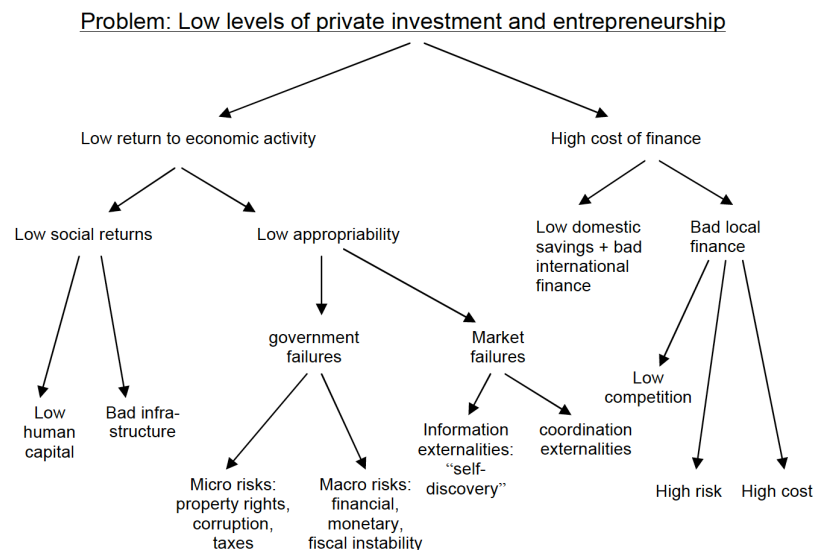 Problem: Low levels of private investment and entrepreneurship
Low return to economic activity
High cost of finance
Low social returns
Low appropriability
Low domestic
savings + bad
international
finance
Bad local
finance
government
failures
Market
failures
Low
competition
Low
human
capital
Bad infra-
structure
Information
externalities:
“self-
discovery”
coordination
externalities
Micro risks:
property rights,
corruption,
taxes
Macro risks:
financial,
monetary,
fiscal instability
High risk
High cost